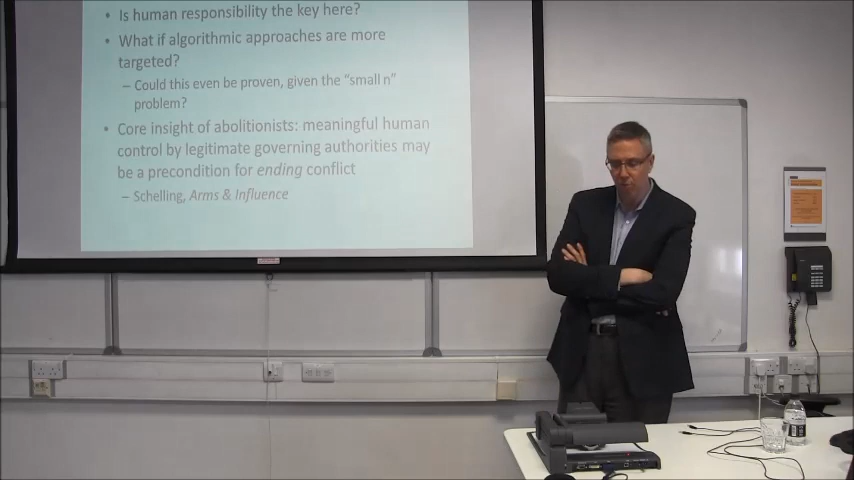 • Is human responsibility the key here?
• What if algorithmic approaches are more
targeted?
– Could this even be proven, given the “small n”
problem?
• Core insight of abolitionists: meaningful human
control by legitimate governing authorities may
be a precondition for ending conflict
– Schelling, Arms & Influence